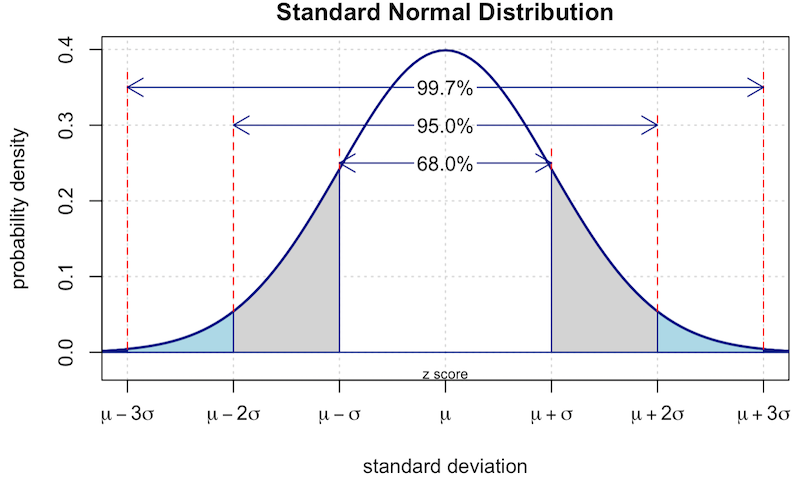 Standard Normal Distribution
probability density
0.4
0.3
0.2
0.1
0.0
99.7%
95.0%
68.0%
z score
μ − 3σ μ − 2σ μ − σ μ μ + σ μ + 2σ μ + 3σ
standard deviation